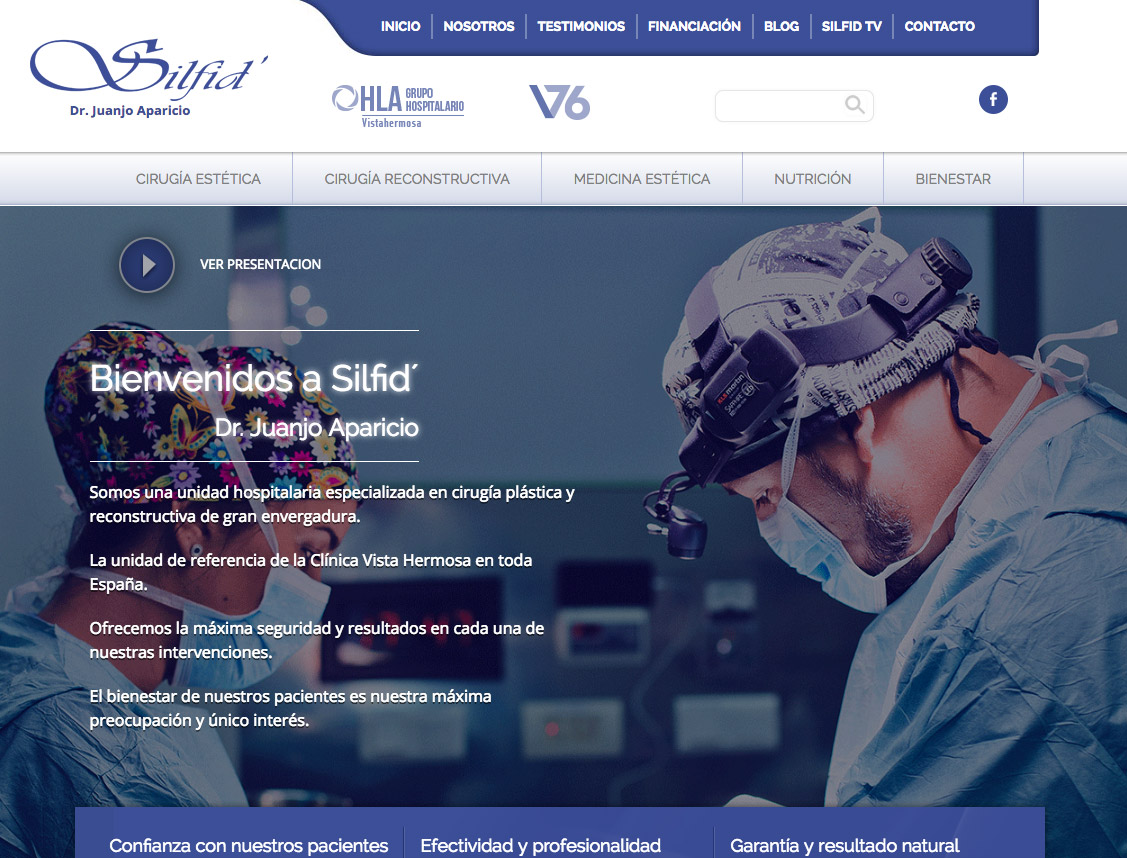 INICIO
NOSOTROS
TESTIMONIOS
FINANCIACIÓN
BLOG
SILFID TV
CONTACTO
Silfid´
Dr. Juanjo Aparicio
HLA GRUPO
HOSPITALARIO
Vistahermosa
V76
f
CIRUGÍA ESTÉTICA
CIRUGÍA RECONSTRUCTIVA
MEDICINA ESTÉTICA
NUTRICIÓN
BIENESTAR
VER PRESENTACION
Bienvenidos a Silfid´
Dr. Juanjo Aparicio
Somos una unidad hospitalaria especializada en cirugía plástica y
reconstructiva de gran envergadura.
La unidad de referencia de la Clínica Vista Hermosa en toda
España.
Ofrecemos la máxima seguridad y resultados en cada una de
nuestras intervenciones.
El bienestar de nuestros pacientes es nuestra máxima
preocupación y único interés.
Confianza con nuestros pacientes
Efectividad y profesionalidad
Garantía y resultado natural